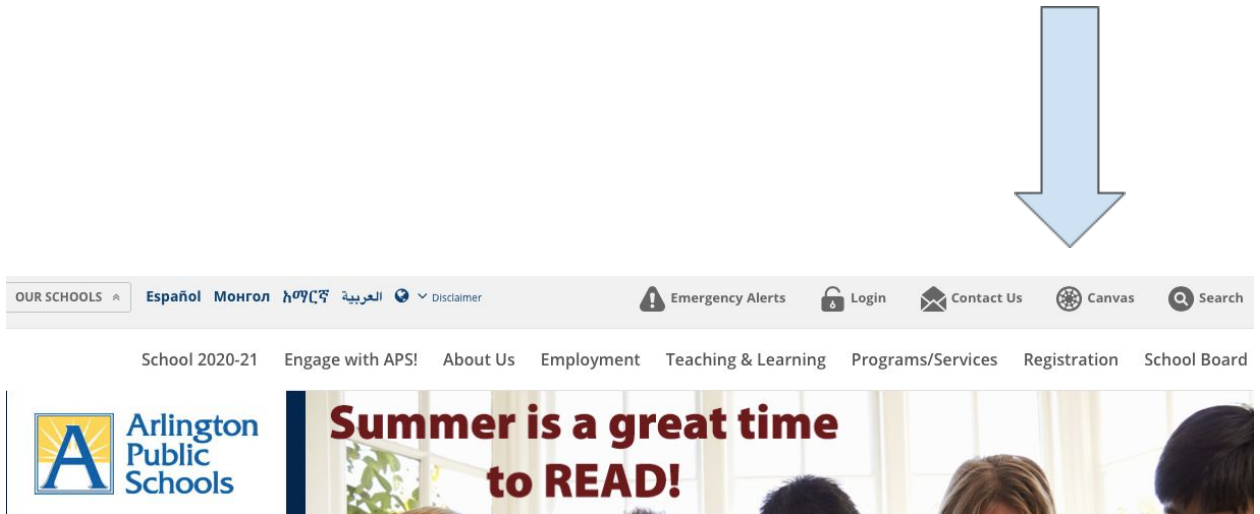 OUR SCHOOLS Español Монгол አማርኛ العربية Disclaimer Emergency Alerts Login Contact Us Canvas Search
School 2020-21 Engage with APS! About Us Employment Teaching & Learning Programs/Services Registration School Board
Arlington
Public
Schools
Summer is a great time
to READ!